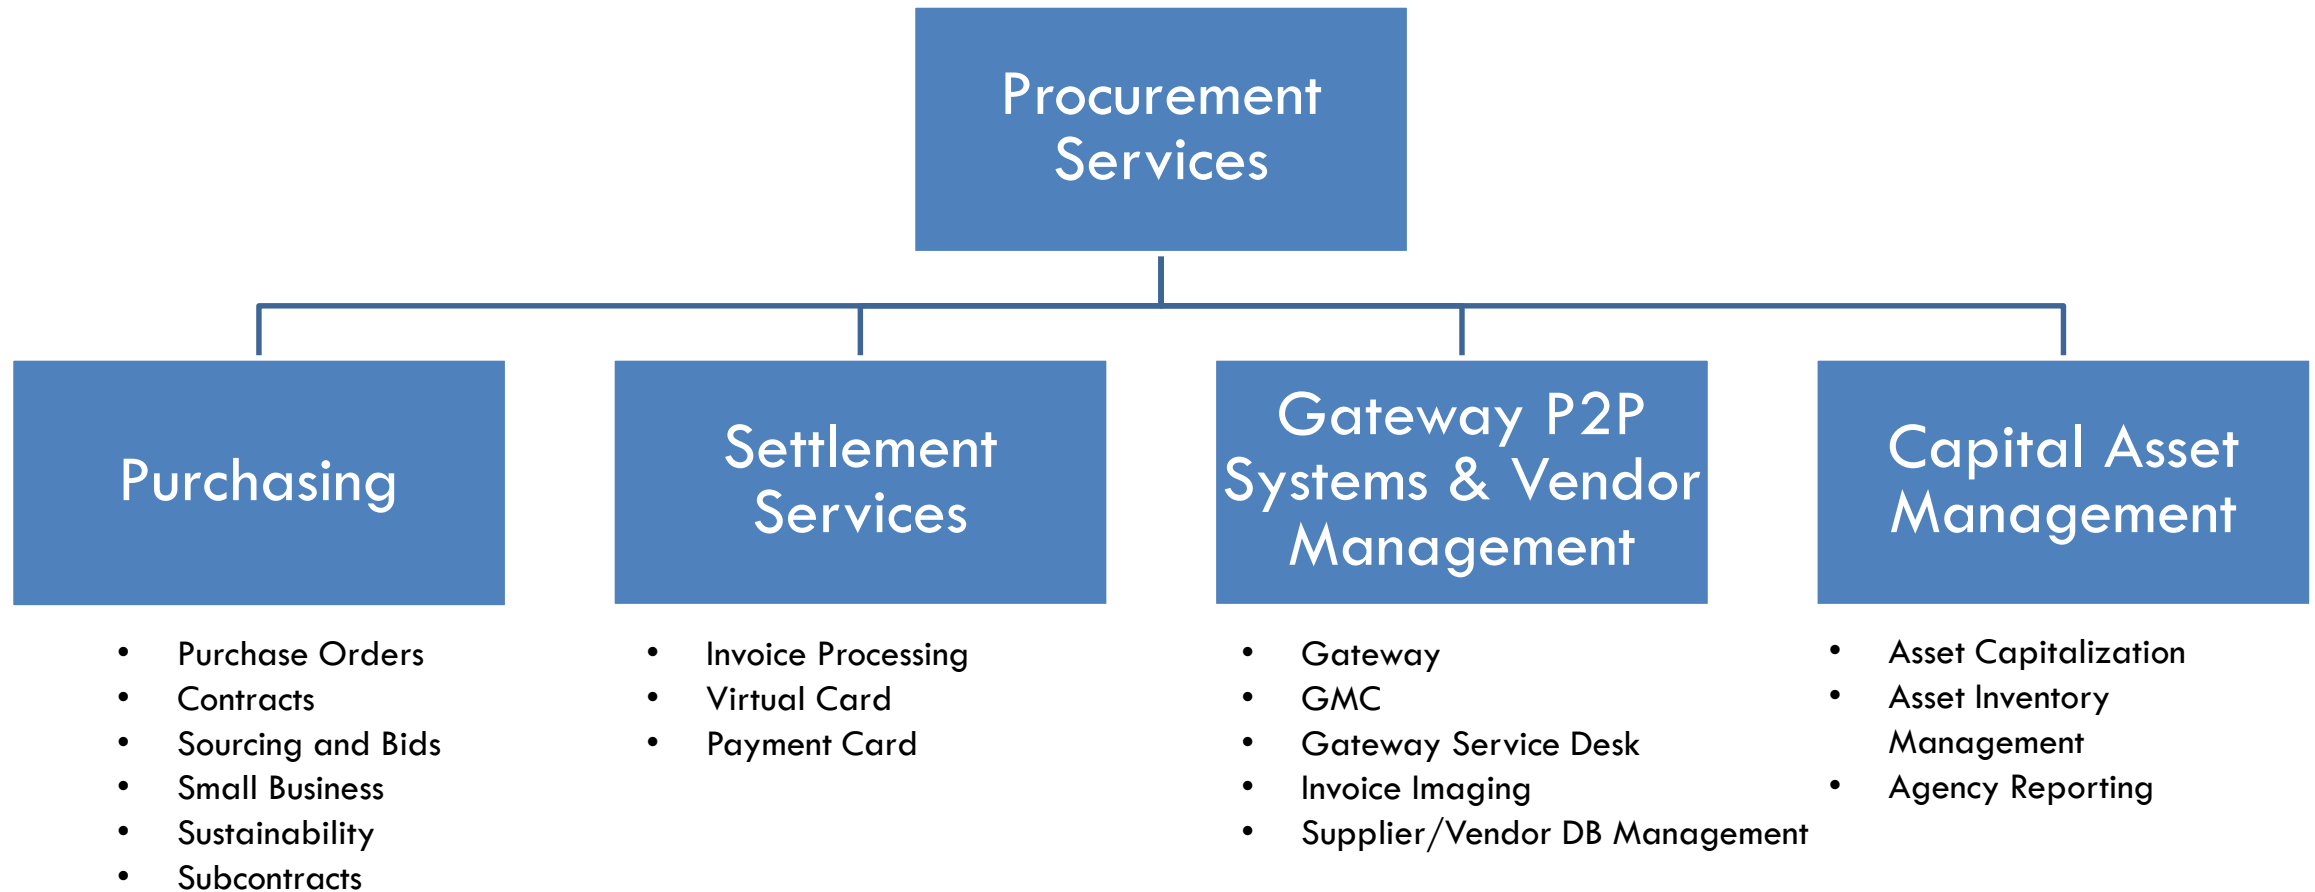 Procurement
Services
Purchasing
Settlement
Services
Gateway P2P
Systems & Vendor
Management
Capital Asset
Management
• Purchase Orders
• Contracts
• Sourcing and Bids
• Small Business
• Sustainability
• Subcontracts
• Invoice Processing
• Virtual Card
• Payment Card
• Gateway
• GMC
• Gateway Service Desk
• Invoice Imaging
• Supplier/Vendor DB Management
• Asset Capitalization
• Asset Inventory
Management
• Agency Reporting